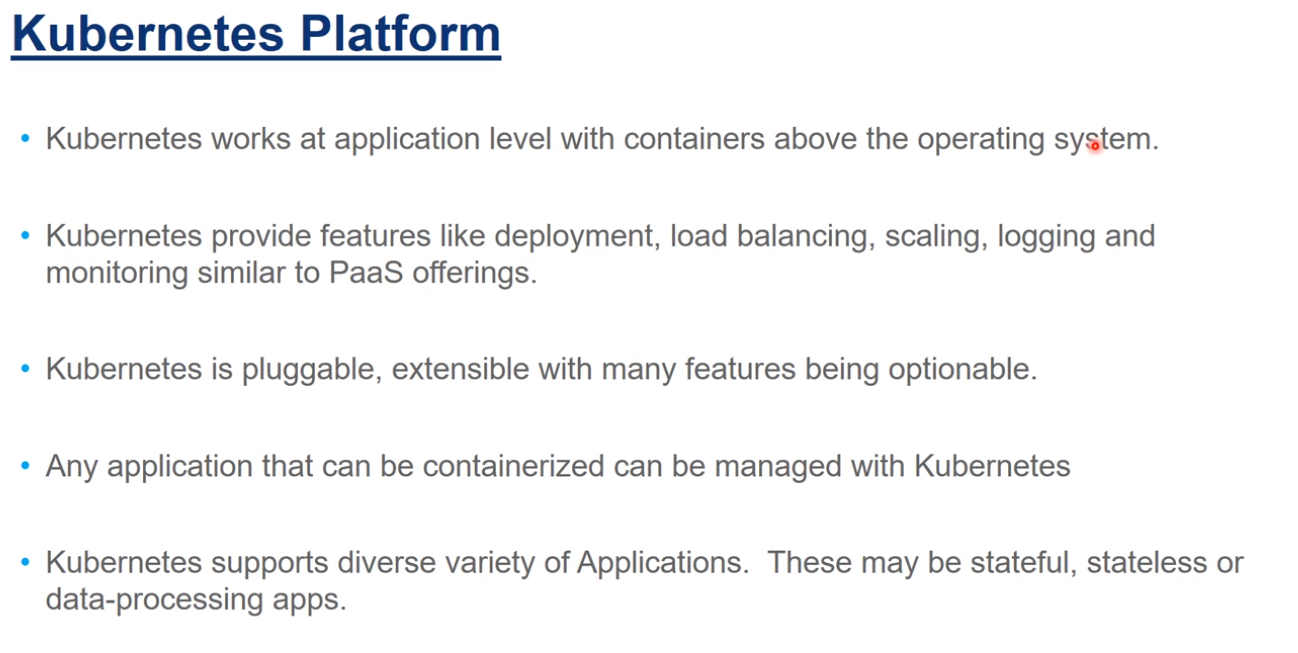 Kubernetes Platform
• Kubernetes works at application level with containers above the operating system.
• Kubernetes provide features like deployment, load balancing, scaling, logging and
monitoring similar to PaaS offerings.
• Kubernetes is pluggable, extensible with many features being optionable.
• Any application that can be containerized can be managed with Kubernetes
• Kubernetes supports diverse variety of Applications.  These may be stateful, stateless or
data-processing apps.